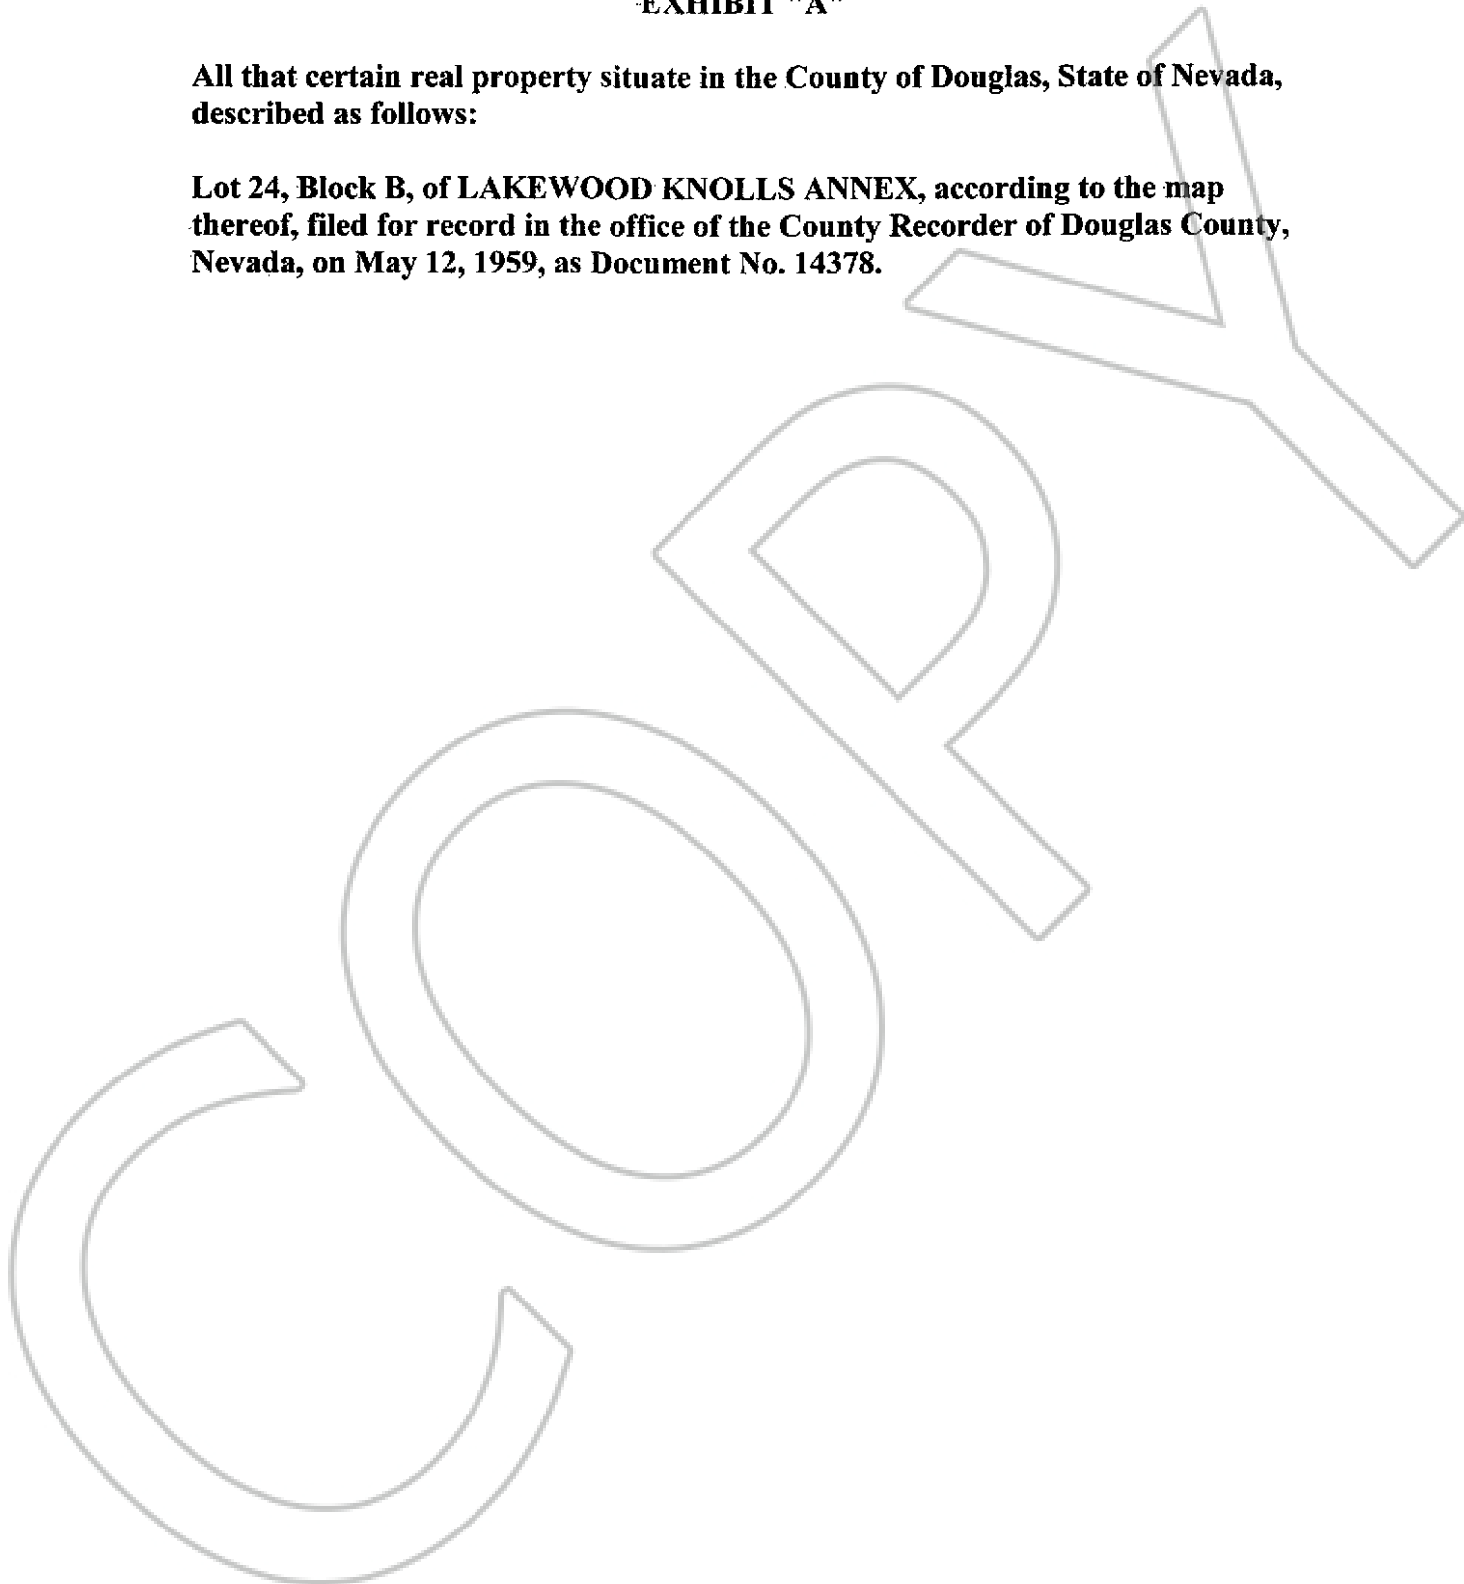 EXHIBIT "A"
All that certain real property situate in the County of Douglas, State of Nevada,
described as follows:
Lot 24, Block B, of LAKEWOOD KNOLLS ANNEX, according to the map
thereof, filed for record in the office of the County Recorder of Douglas County,
Nevada, on May 12, 1959, as Document No. 14378.
COPY